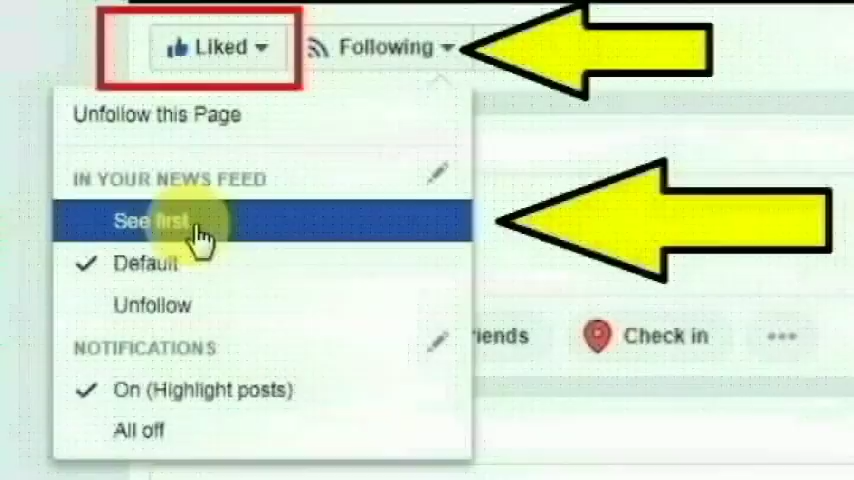 Liked Following
Unfollow this Page
IN YOUR NEWS FEED
See first
Default
Unfollow
riends Check in
NOTIFICATIONS
On (Highlight posts)
All off